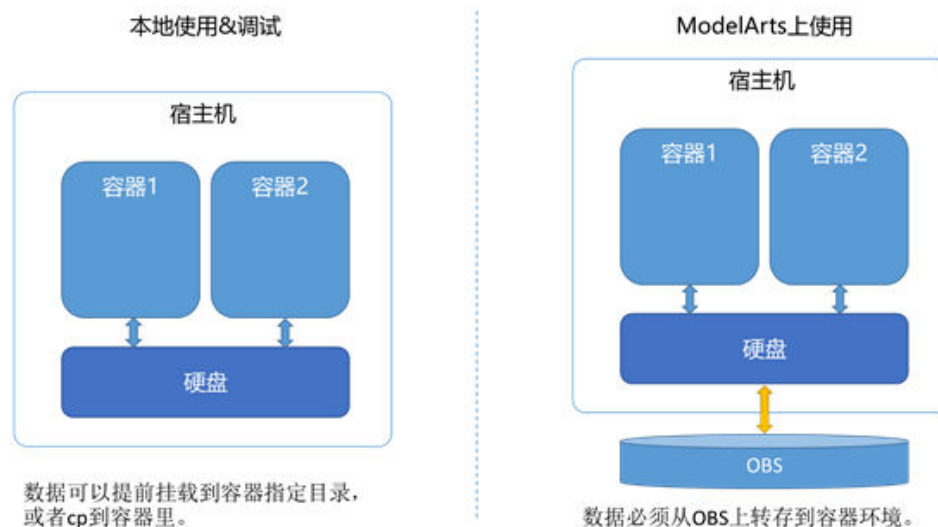 本地使用&调试
宿主机
容器1
容器2
硬盘
数据可以提前挂载到容器指定目录，
或者cp到容器里。
ModelArts上使用
宿主机
容器1
容器2
硬盘
OBS
数据必须从OBS上转存到容器环境。